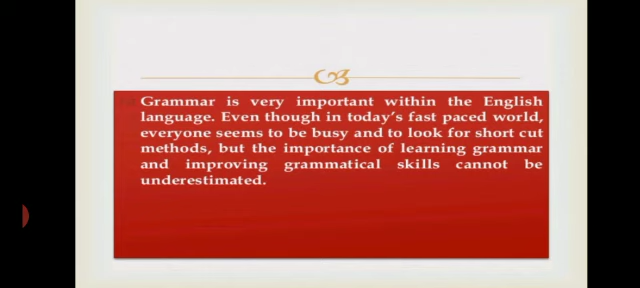 Grammar is very important within the English
language. Even though in today's fast paced world,
everyone seems to be busy and to look for short cut
methods, but the importance of learning grammar
and improving grammatical skills cannot be
underestimated.